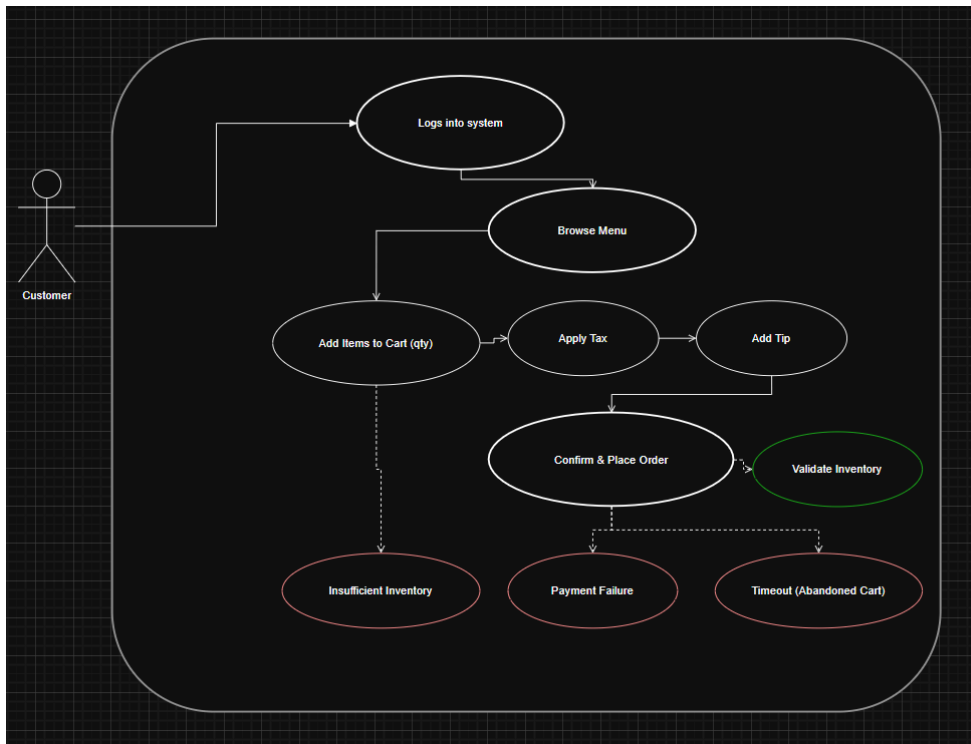 Logs into system
Browse Menu
Customer
Add Items to Cart (qty)
Apply Tax
Add Tip
Confirm & Place Order
Validate Inventory
Insufficient Inventory
Payment Failure
Timeout (Abandoned Cart)